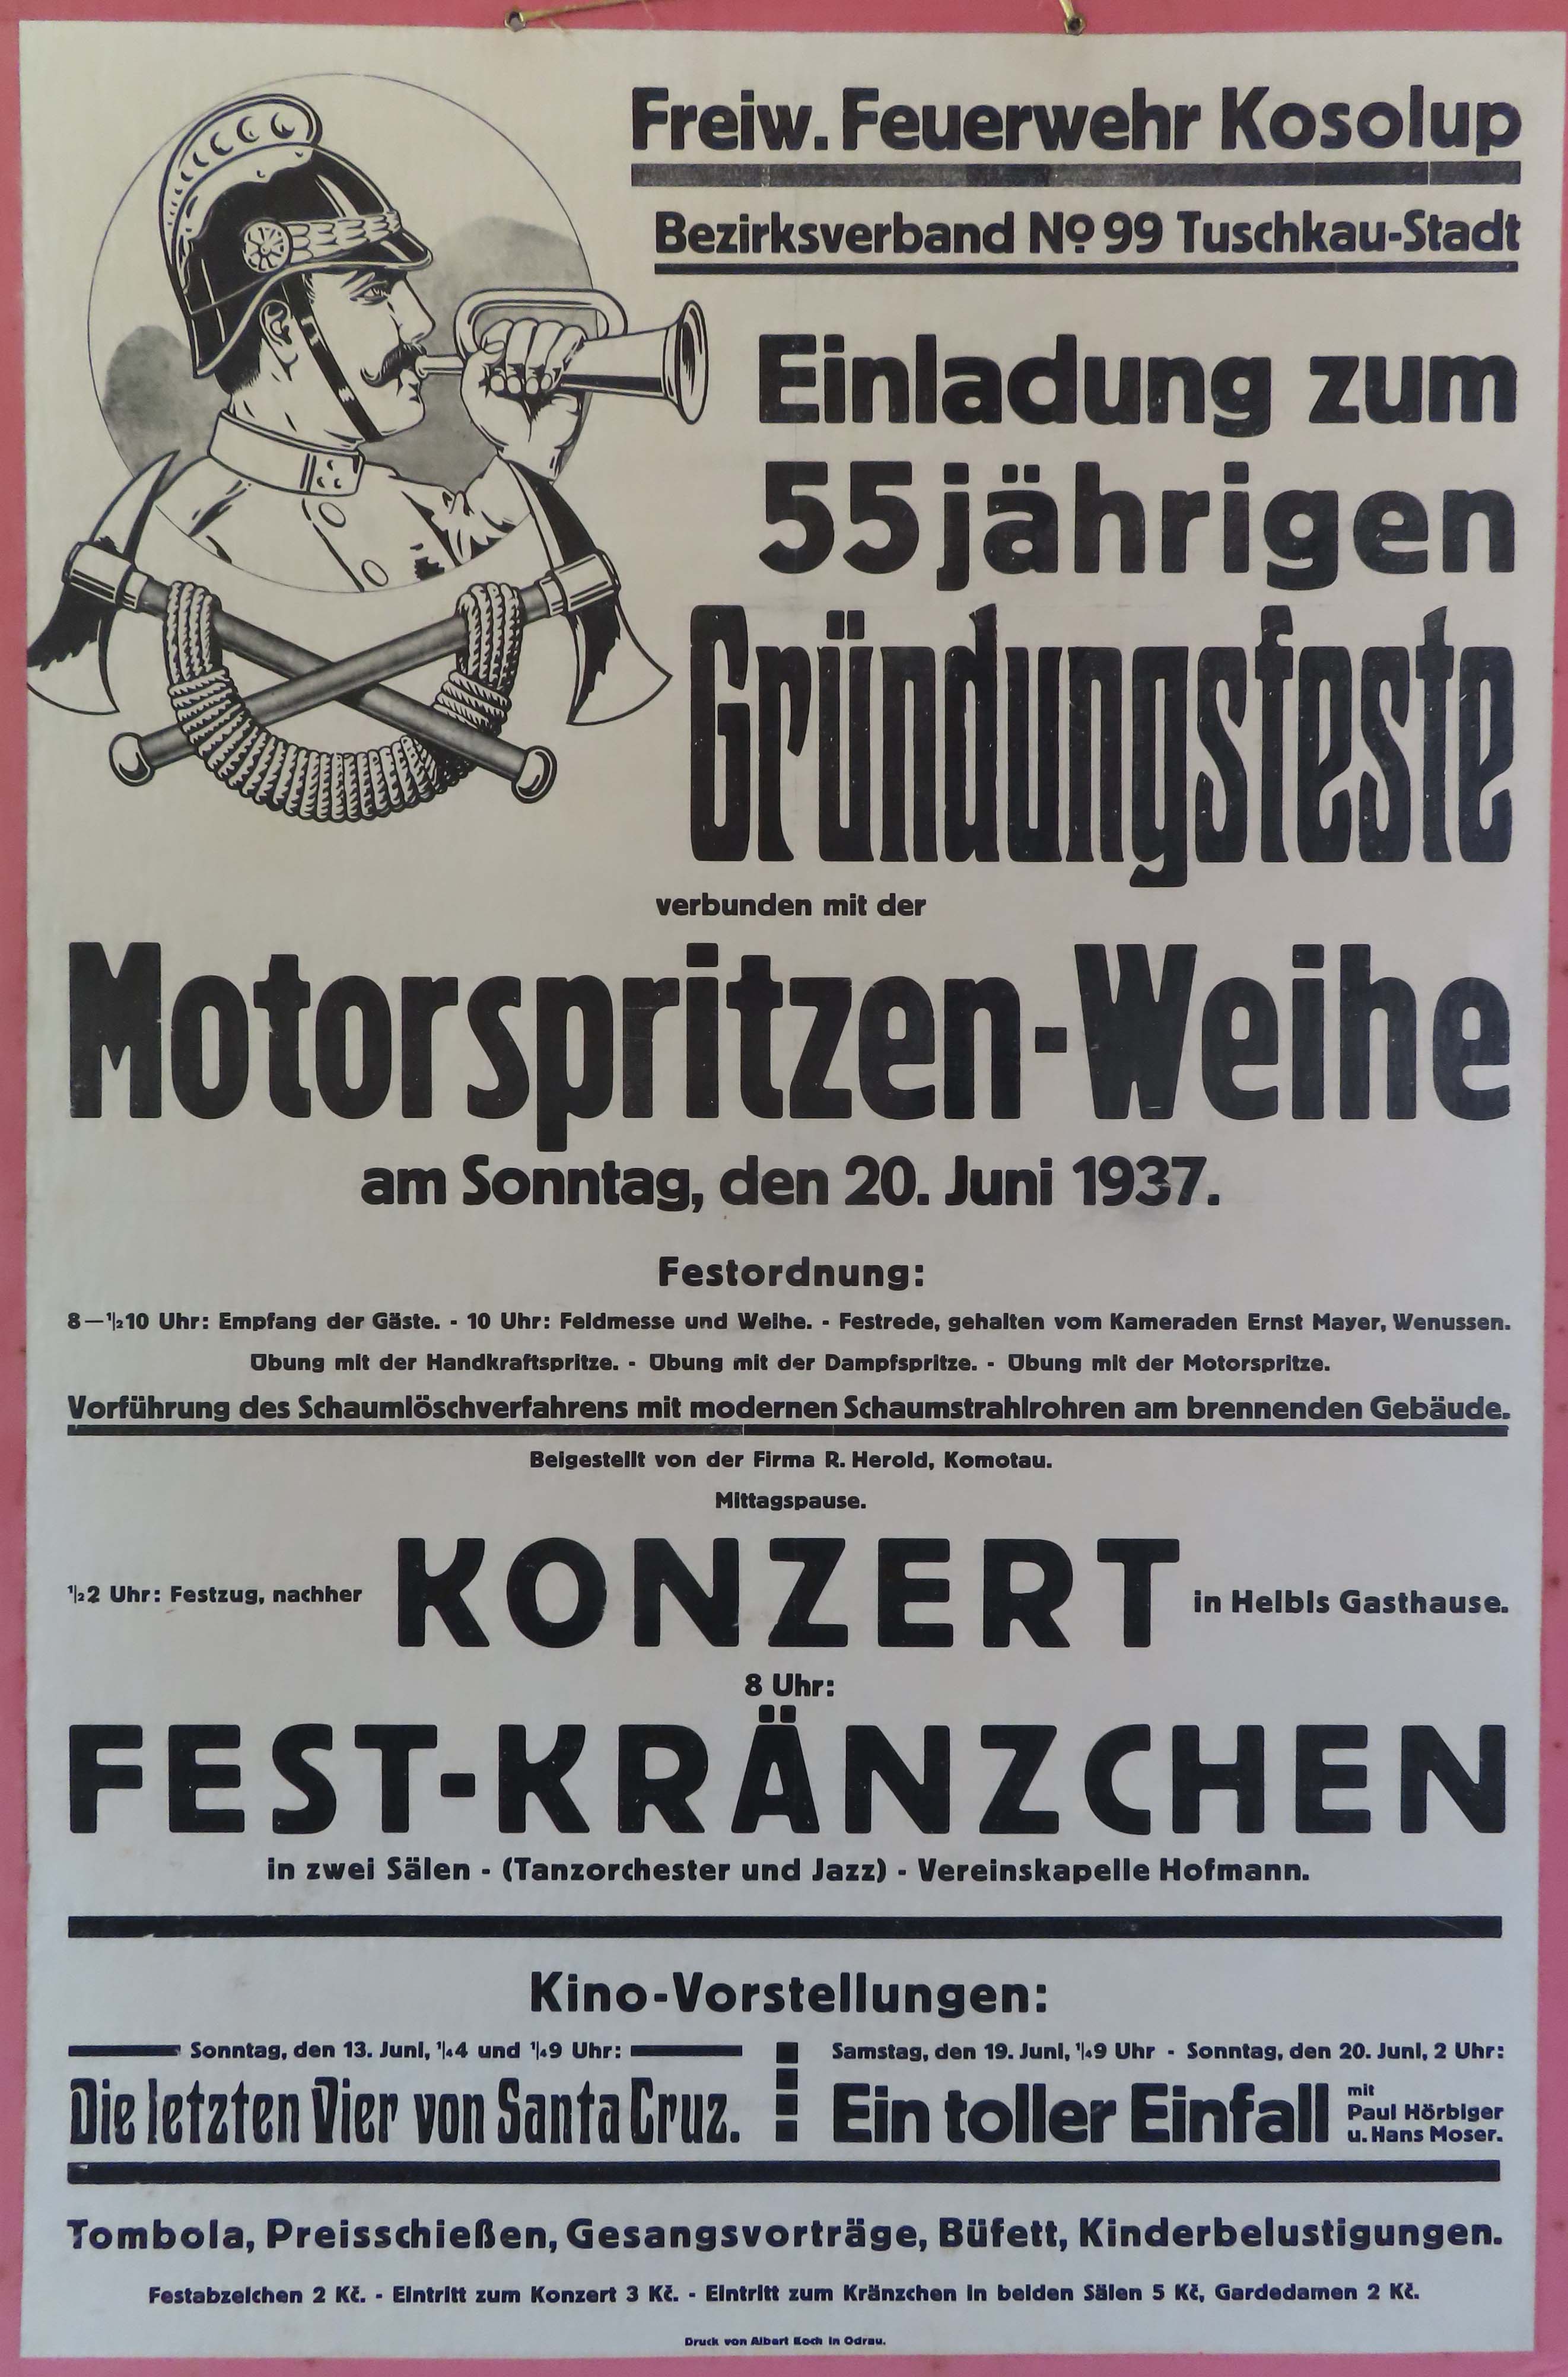 Freiw. Feuerwehr Kosolup
Bezirksverband No 99 Tuschkau-Stadt
Einladung zum
55jährigen
Gründungsfeste
verbunden mit der
Motorspritzen-Weihe
am Sonntag, den 20. Juni 1937.
Festordnung:
8—½10 Uhr: Empfang der Gäste. - 10 Uhr: Feldmesse und Weihe. - Festrede, gehalten vom Kameraden Ernst Mayer, Wenussen.
Übung mit der Handkraftspritze. - Übung mit der Dampfspritze. - Übung mit der Motorspritze.
Vorführung des Schaumlöschverfahrens mit modernen Schaumstrahlrohren am brennenden Gebäude.
Beigestellt von der Firma R. Herold, Komotau.
Mittagspause.
½2 Uhr: Festzug, nachher KONZERT in Helbls Gasthause.
8 Uhr:
FEST-KRÄNZCHEN
in zwei Sälen - (Tanzorchester und Jazz) - Vereinskapelle Hofmann.
Kino-Vorstellungen:
Sonntag, den 13. Juni, ¼4 und ¼9 Uhr:
Die letzten Vier von Santa Cruz.
Samstag, den 19. Juni, ¼9 Uhr - Sonntag, den 20. Juni, 2 Uhr:
Ein toller Einfall
mit
Paul Hörbiger
u. Hans Moser.
Tombola, Preisschießen, Gesangsvorträge, Büfett, Kinderbelustigungen.
Festabzeichen 2 Kč. - Eintritt zum Konzert 3 Kč. - Eintritt zum Kränzchen in beiden Sälen 5 Kč, Gardedamen 2 Kč.
Druck von Albert Koch in Odrau.